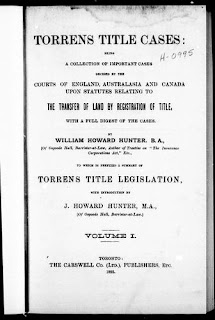 TORRENS TITLE CASES:
BEING
A COLLECTION OF IMPORTANT CASES
DECIDED BY THE
COURTS OF ENGLAND, AUSTRALASIA AND CANADA
UPON STATUTES RELATING TO
THE TRANSFER OF LAND BY REGISTRATION OF TITLE.
WITH A FULL DIGEST OF THE CASES.
BY
WILLIAM HOWARD HUNTER, B.A.,
(Of Osgoode Hall, Barrister-at-Law, Author of Treatise on "The Insurance
Corporations Act," Etc.,
TO WHICH IS PREFIXED A SUMMARY OF
TORRENS TITLE LEGISLATION,
WITH INTRODUCTION BY
J. HOWARD HUNTER, M.A.,
(Of Osgoode Hall, Barrister-at-Law.)
VOLUME I.
TORONTO:
THE CARSWELL CO. (LTD.), PUBLISHERS, ETC.
1895.
H-0995